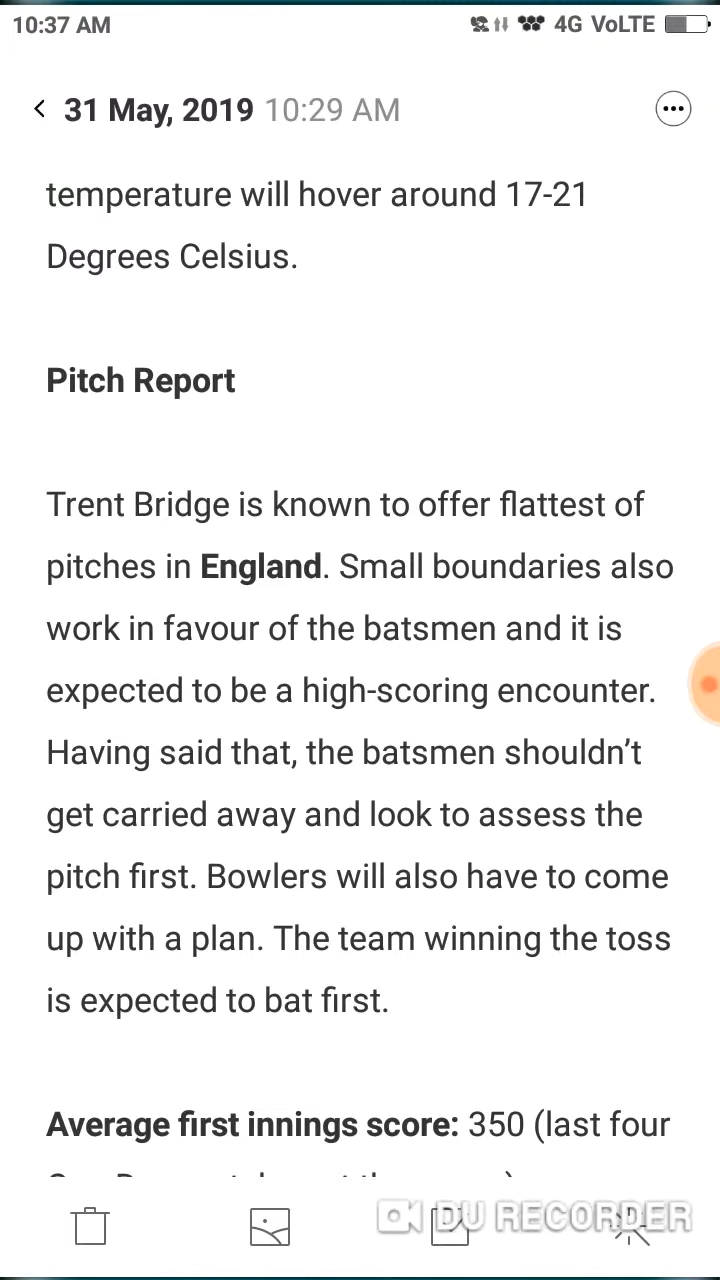 10:37 AM
4G VoLTE
31 May, 2019 10:29 AM
temperature will hover around 17-21
Degrees Celsius.
Pitch Report
Trent Bridge is known to offer flattest of
pitches in England. Small boundaries also
work in favour of the batsmen and it is
expected to be a high-scoring encounter.
Having said that, the batsmen shouldn’t
get carried away and look to assess the
pitch first. Bowlers will also have to come
up with a plan. The team winning the toss
is expected to bat first.
Average first innings score: 350 (last four
DU RECORDER